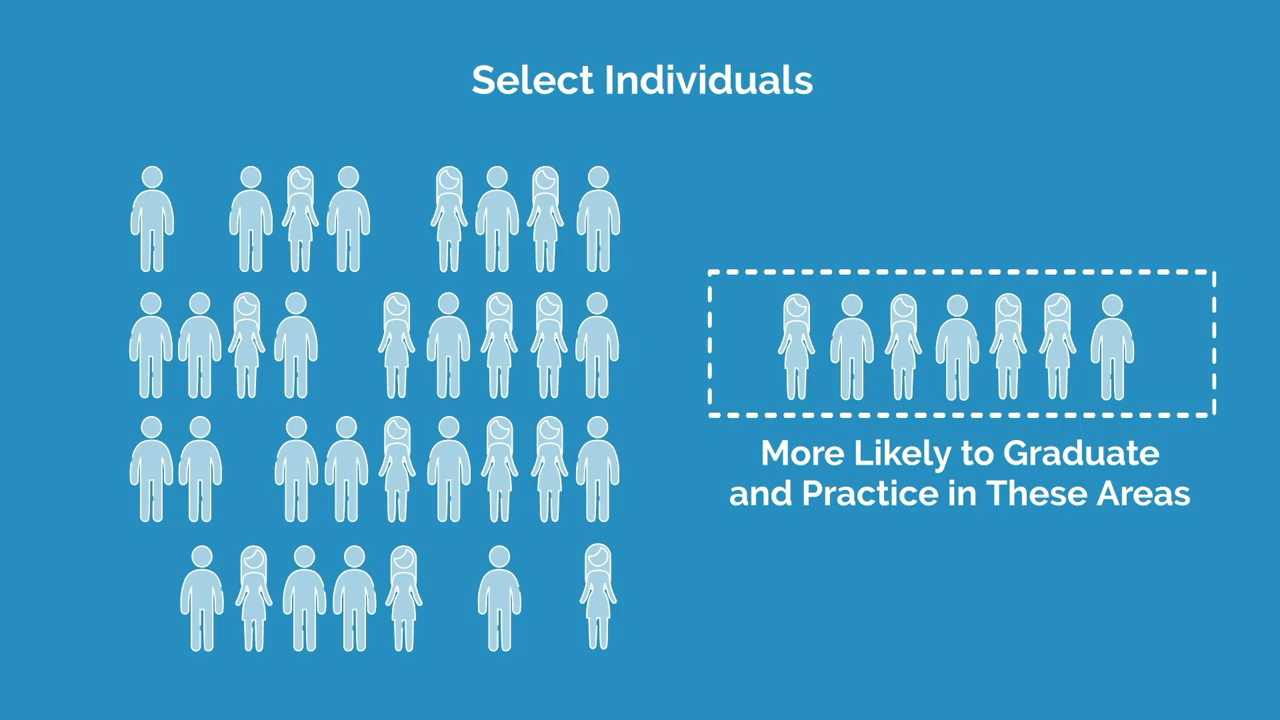 Select Individuals
More Likely to Graduate
and Practice in These Areas